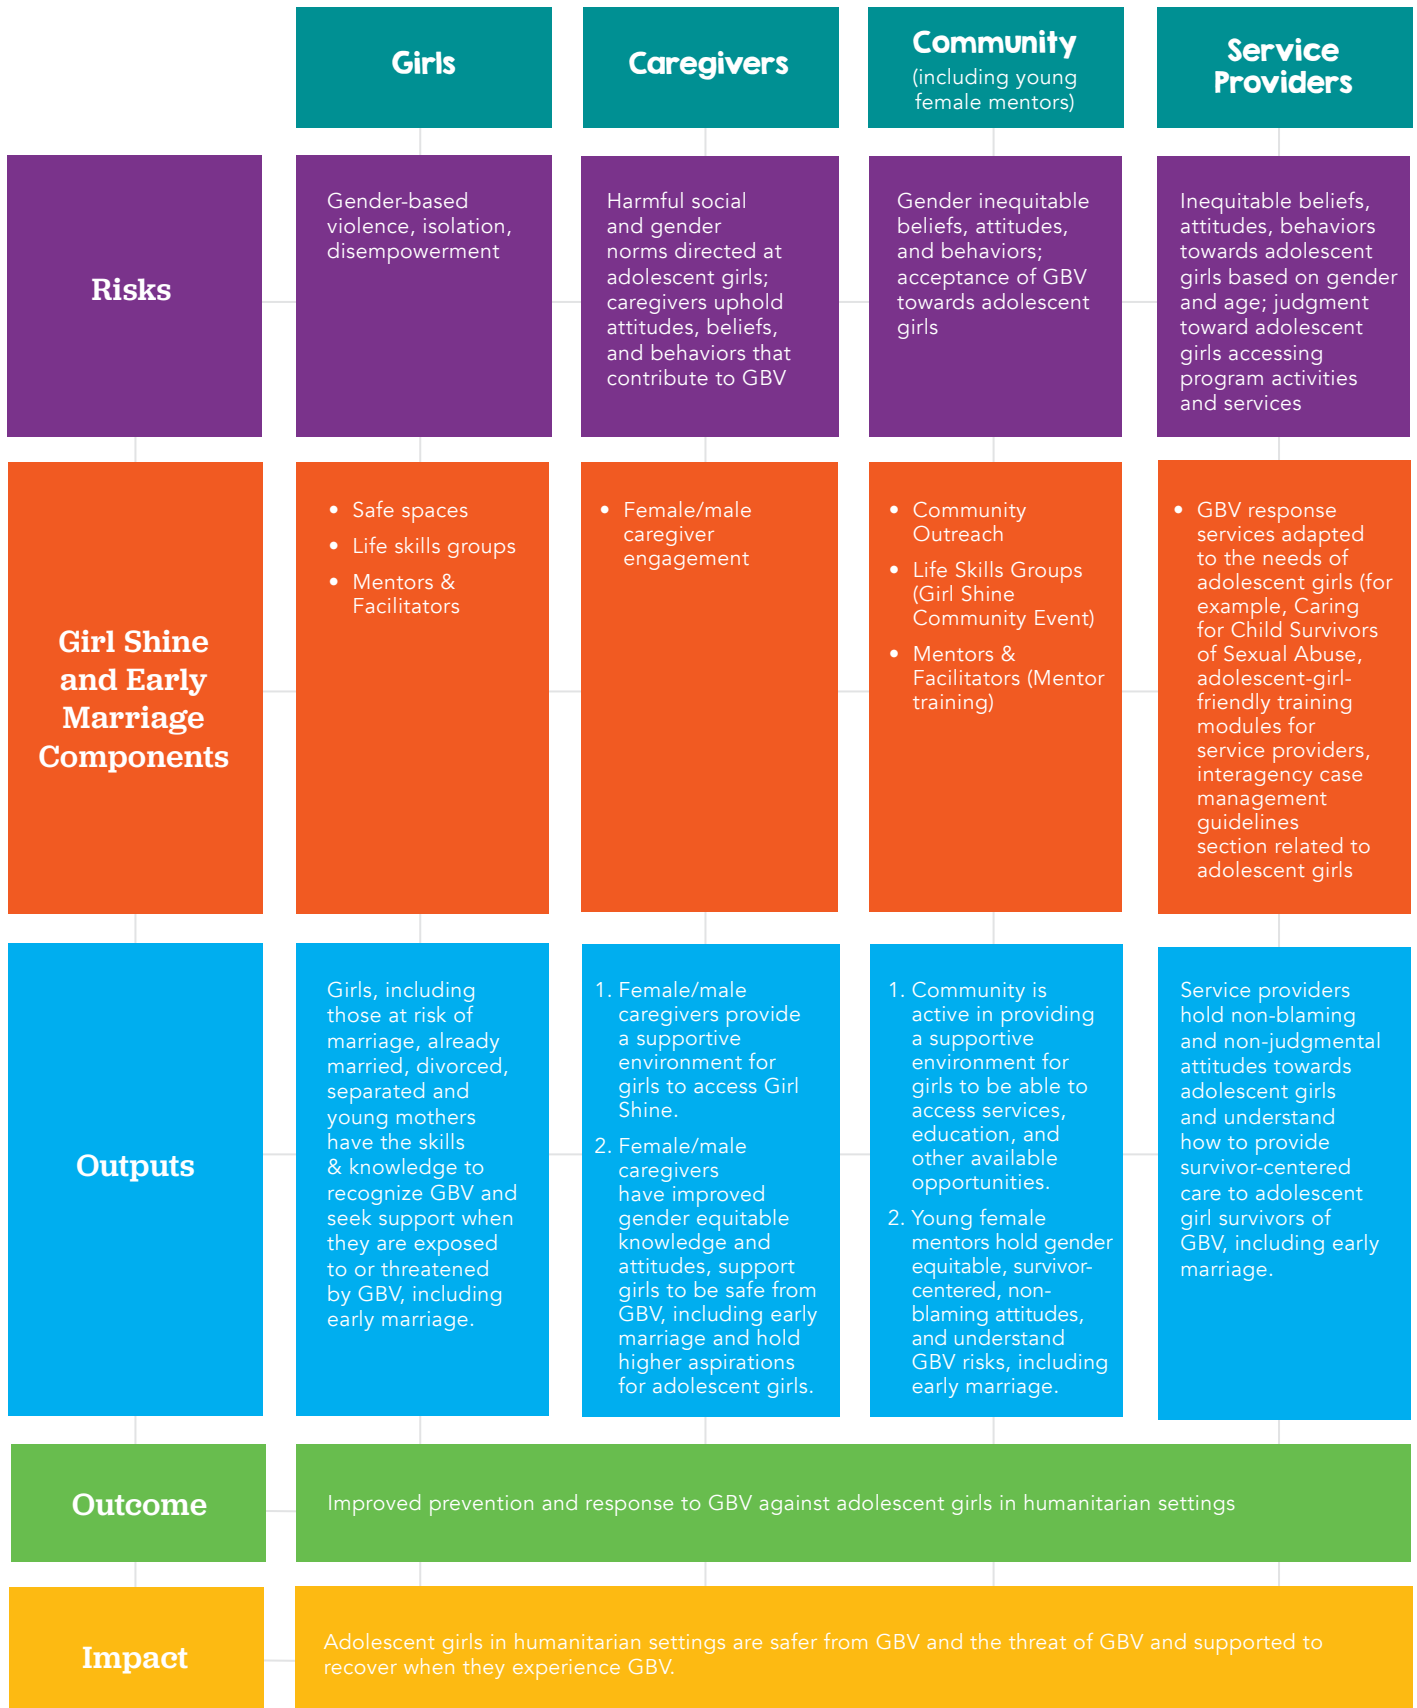 Girls
Caregivers
Community
(including young
female mentors)
Service
Providers
Risks
Gender-based
violence, isolation,
disempowerment
Harmful social
and gender
norms directed at
adolescent girls;
caregivers uphold
attitudes, beliefs,
and behaviors that
contribute to GBV
Gender inequitable
beliefs, attitudes,
and behaviors;
acceptance of GBV
towards adolescent
girls
Inequitable beliefs,
attitudes, behaviors
towards adolescent
girls based on gender
and age; judgment
toward adolescent
girls accessing
program activities
and services
Girl Shine
and Early
Marriage
Components
• Safe spaces
• Life skills groups
• Mentors &
Facilitators
• Female/male
caregiver
engagement
• Community
Outreach
• Life Skills Groups
(Girl Shine
Community Event)
• Mentors &
Facilitators (Mentor
training)
• GBV response
services adapted
to the needs of
adolescent girls (for
example, Caring
for Child Survivors
of Sexual Abuse,
adolescent-girl-
friendly training
modules for
service providers,
interagency case
management
guidelines
section related to
adolescent girls
Outputs
Girls, including
those at risk of
marriage, already
married, divorced,
separated and
young mothers
have the skills
& knowledge to
recognize GBV and
seek support when
they are exposed
to or threatened
by GBV, including
early marriage.
1. Female/male
caregivers provide
a supportive
environment for
girls to access Girl
Shine.
2. Female/male
caregivers
have improved
gender equitable
knowledge and
attitudes, support
girls to be safe from
GBV, including early
marriage and hold
higher aspirations
for adolescent girls.
1. Community is
active in providing
a supportive
environment for
girls to be able to
access services,
education, and
other available
opportunities.
2. Young female
mentors hold gender
equitable, survivor-
centered, non-
blaming attitudes,
and understand
GBV risks, including
early marriage.
Service providers
hold non-blaming
and non-judgmental
attitudes towards
adolescent girls
and understand
how to provide
survivor-centered
care to adolescent
girl survivors of
GBV, including early
marriage.
Outcome
Improved prevention and response to GBV against adolescent girls in humanitarian settings
Impact
Adolescent girls in humanitarian settings are safer from GBV and the threat of GBV and supported to
recover when they experience GBV.